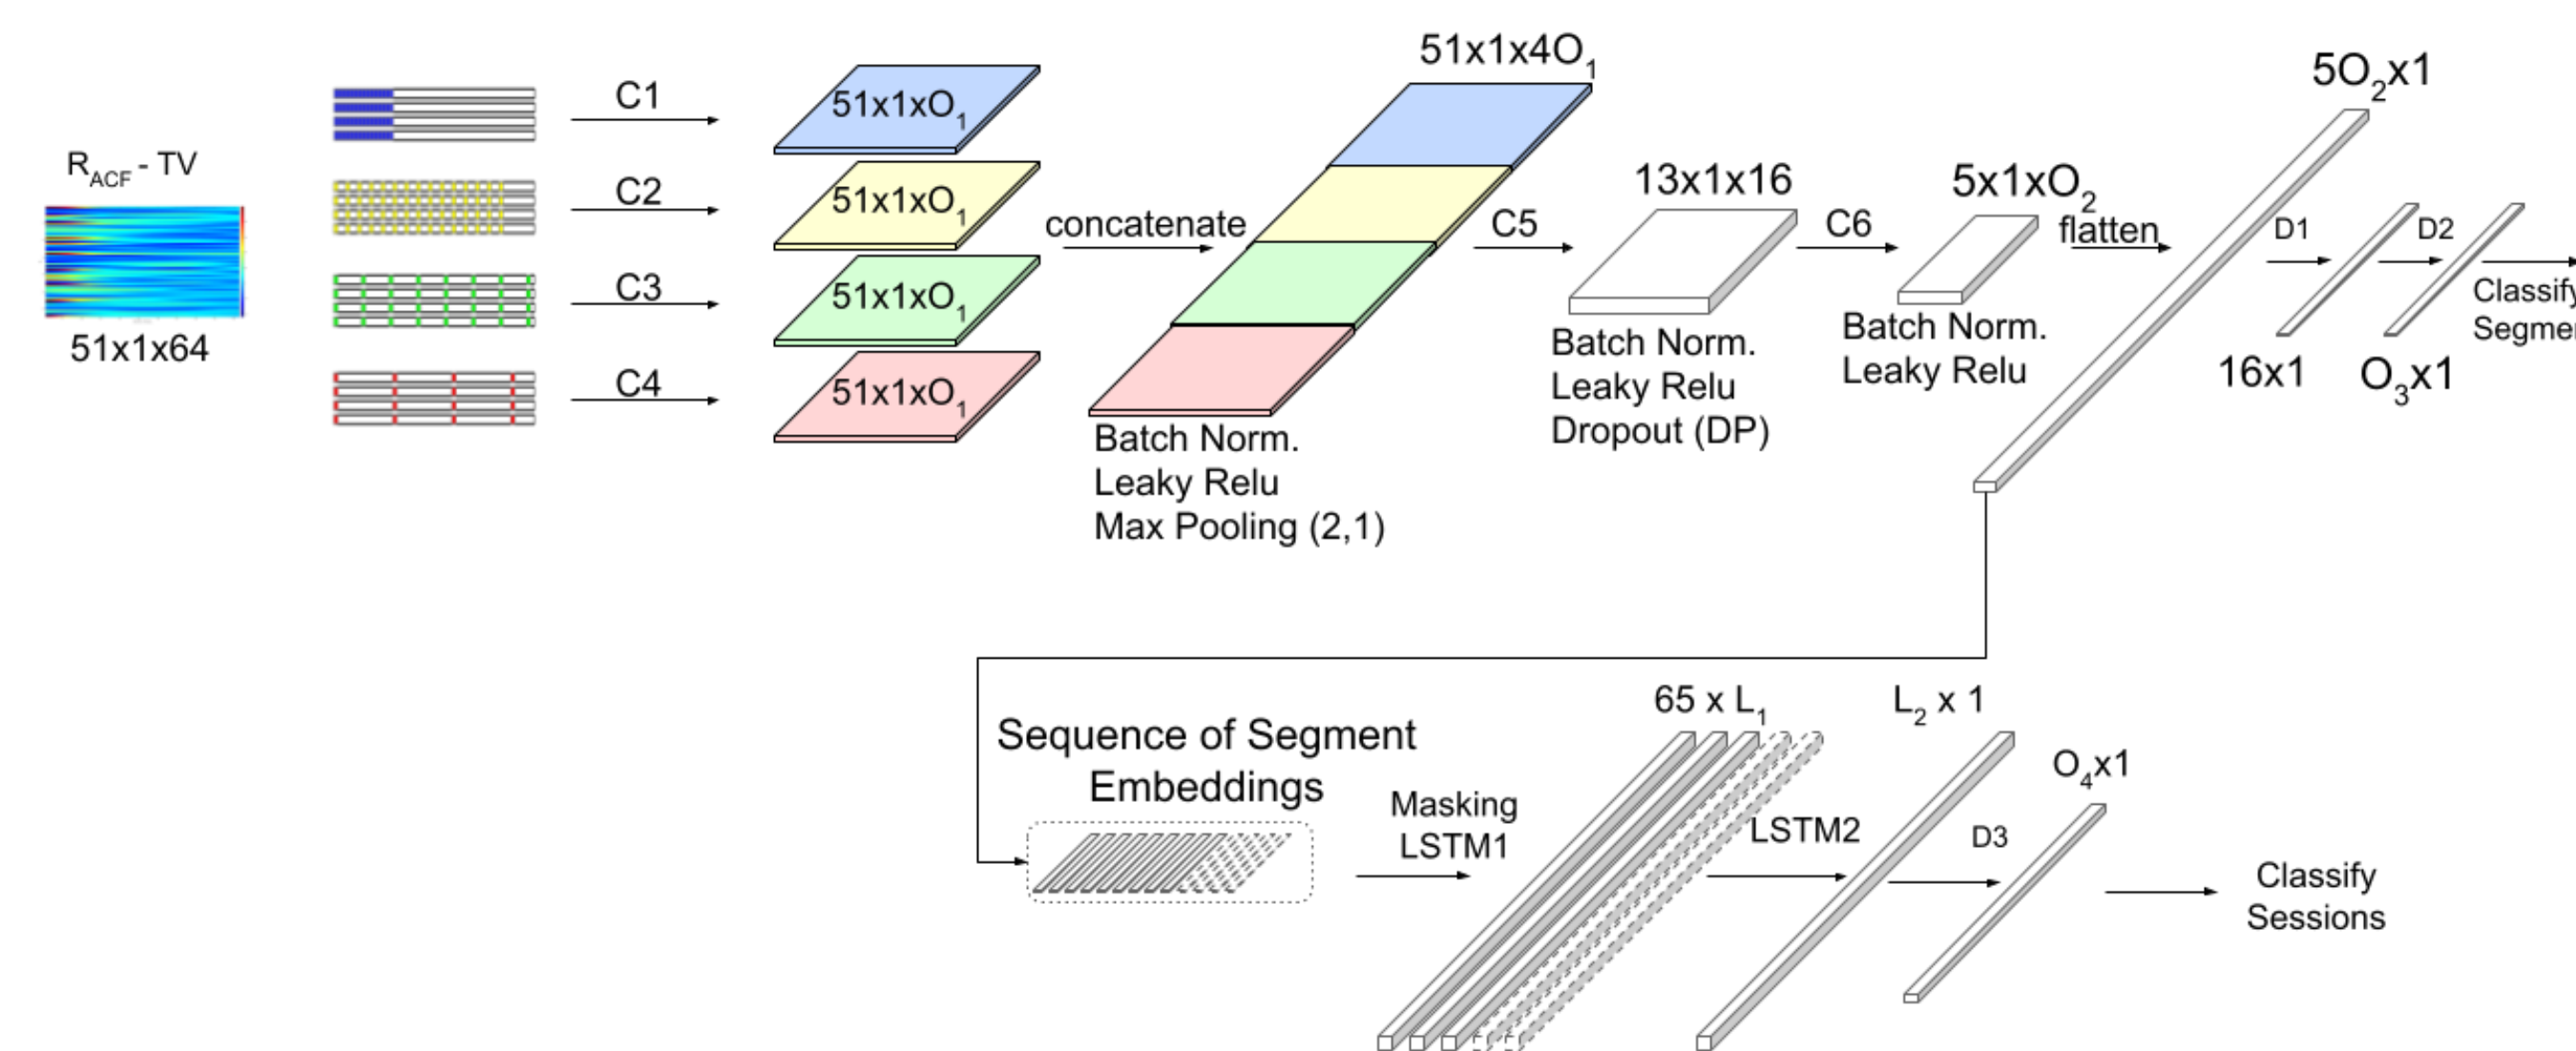 R_ACF - TV
51x1x64
C1
C2
C3
C4
51x1xO₁
51x1xO₁
51x1xO₁
51x1xO₁
concatenate
51x1x4O₁
Batch Norm.
Leaky Relu
Max Pooling (2,1)
C5
13x1x16
Batch Norm.
Leaky Relu
Dropout (DP)
C6
5x1xO₂
Batch Norm.
Leaky Relu
flatten
5O₂x1
D1
16x1
D2
O₃x1
Classify
Segmen
Sequence of Segment
Embeddings
Masking
LSTM1
65 x L₁
LSTM2
L₂ x 1
D3
O₄x1
Classify
Sessions